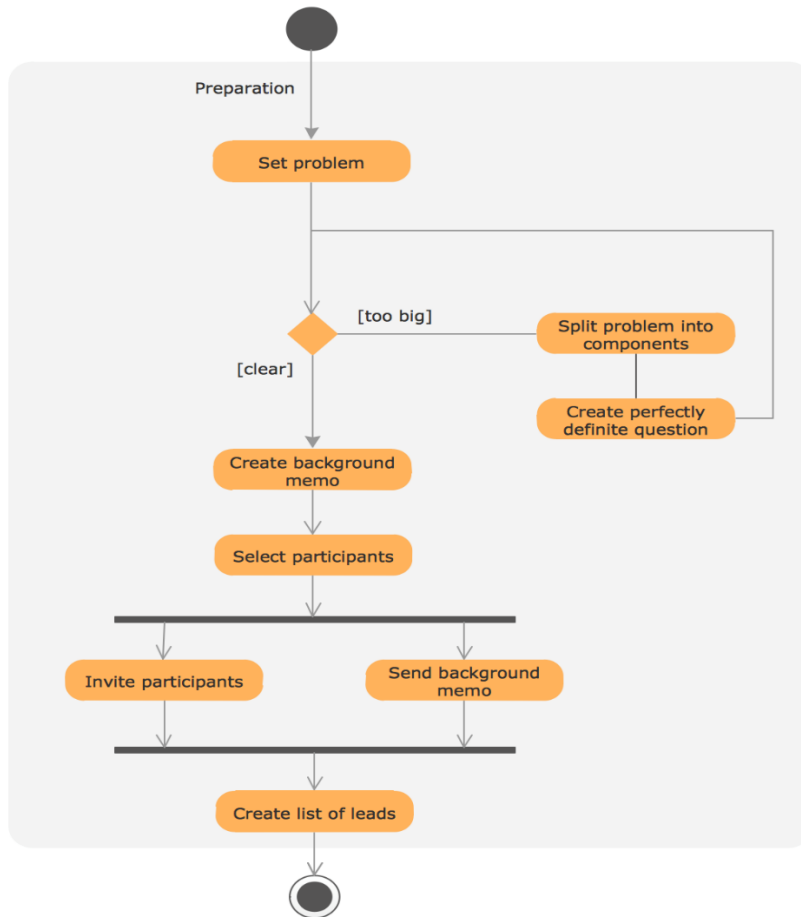 Preparation
Set problem
[too big]
Split problem into
components
[clear]
Create perfectly
definite question
Create background
memo
Select participants
Invite participants
Send background
memo
Create list of leads